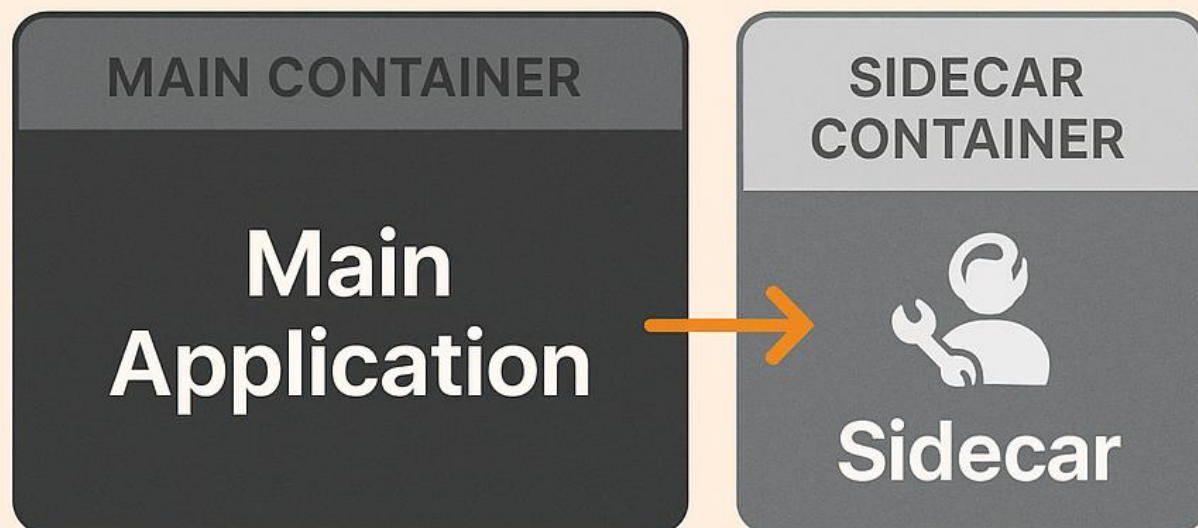 MAIN CONTAINER
Main
Application
SIDECAR
CONTAINER
Sidecar